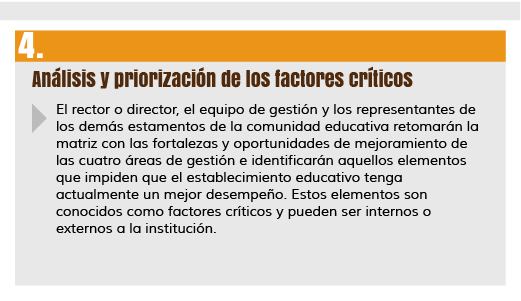 4.
Análisis y priorización de los factores críticos
El rector o director, el equipo de gestión y los representantes de
los demás estamentos de la comunidad educativa retomarán la
matriz con las fortalezas y oportunidades de mejoramiento de
las cuatro áreas de gestión e identificarán aquellos elementos
que impiden que el establecimiento educativo tenga
actualmente un mejor desempeño. Estos elementos son
conocidos como factores críticos y pueden ser internos o
externos a la institución.